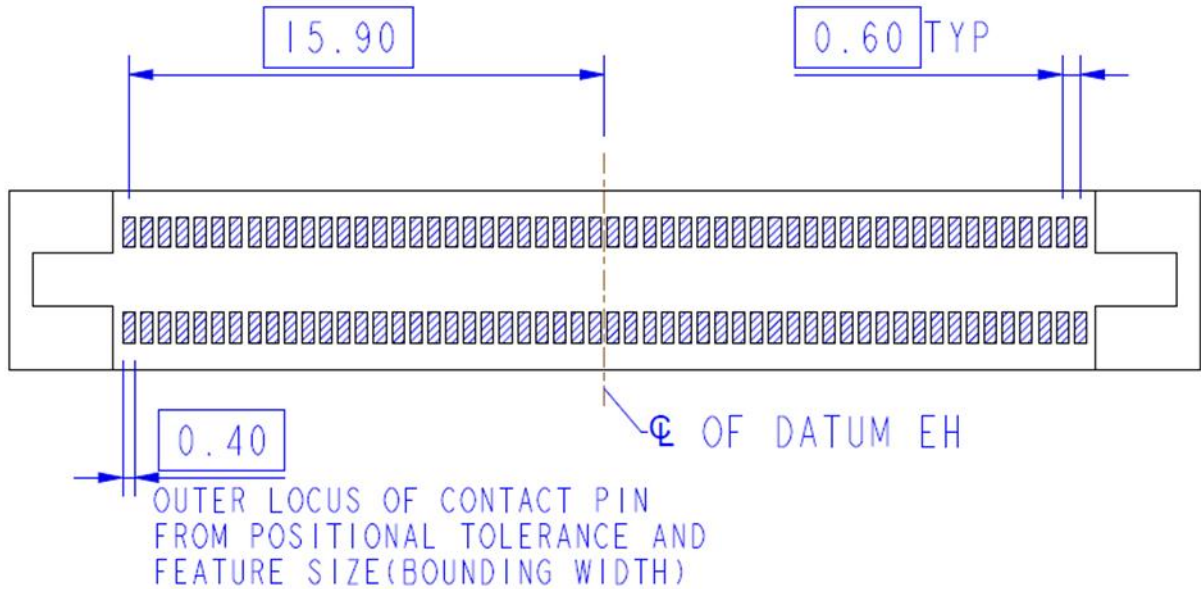 15.90
0.60 TYP
℄ OF DATUM EH
0.40
OUTER LOCUS OF CONTACT PIN
FROM POSITIONAL TOLERANCE AND
FEATURE SIZE(BOUNDING WIDTH)